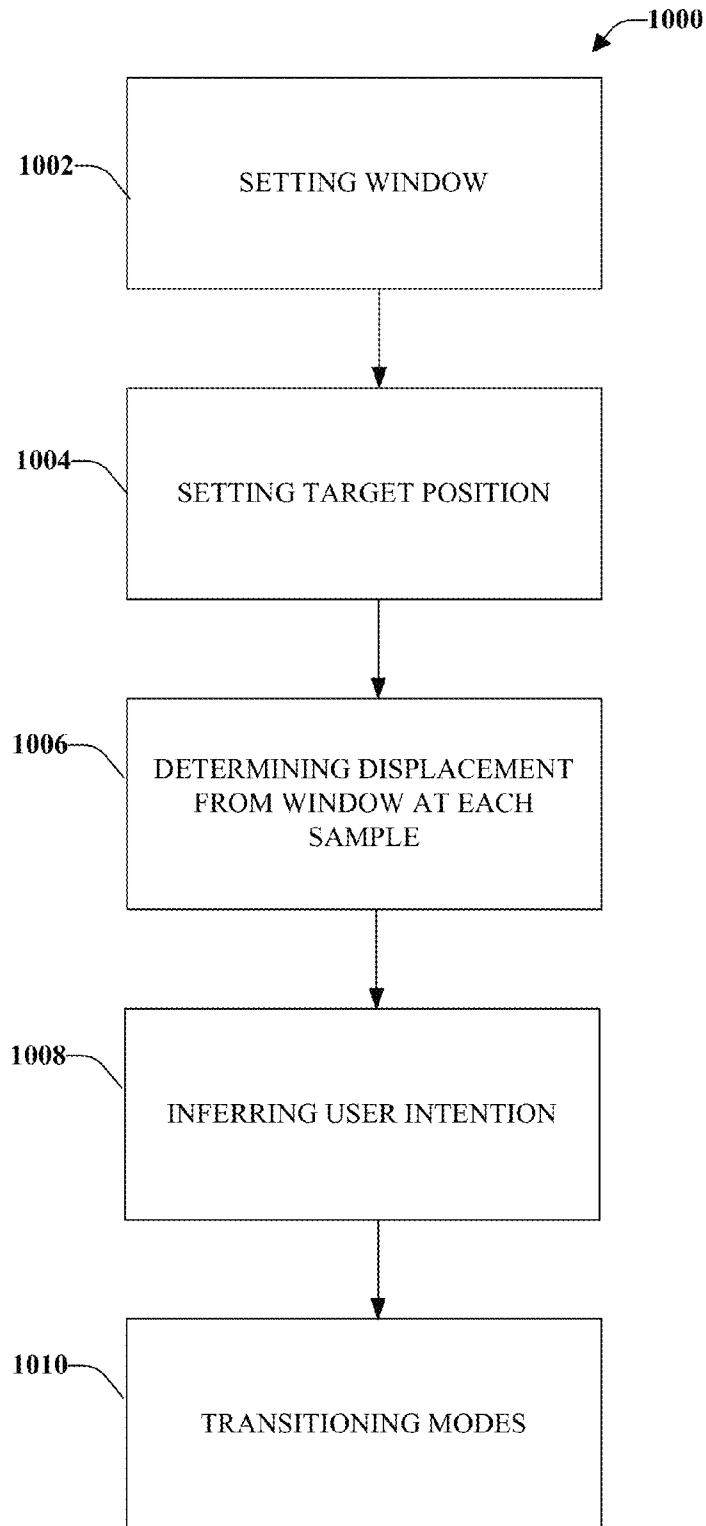 1000
1002
SETTING WINDOW
1004
SETTING TARGET POSITION
1006
DETERMINING DISPLACEMENT
FROM WINDOW AT EACH
SAMPLE
1008
INFERRING USER INTENTION
1010
TRANSITIONING MODES